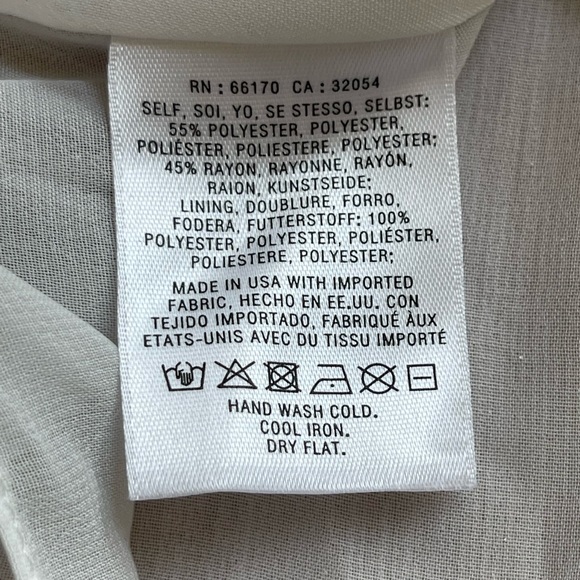 RN : 66170 CA : 32054
SELF, SOI, YO, SE STESSO, SELBST:
55% POLYESTER, POLYESTER,
POLIÉSTER, POLIESTERE, POLYESTER;
45% RAYON, RAYONNE, RAYÓN,
RAION, KUNSTSEIDE;
LINING, DOUBLURE, FORRO,
FODERA, FUTTERSTOFF: 100%
POLYESTER, POLYESTER, POLIÉSTER,
POLIESTERE, POLYESTER;
MADE IN USA WITH IMPORTED
FABRIC, HECHO EN EE.UU. CON
TEJIDO IMPORTADO, FABRIQUÉ AUX
ETATS-UNIS AVEC DU TISSU IMPORTÉ
HAND WASH COLD.
COOL IRON.
DRY FLAT.